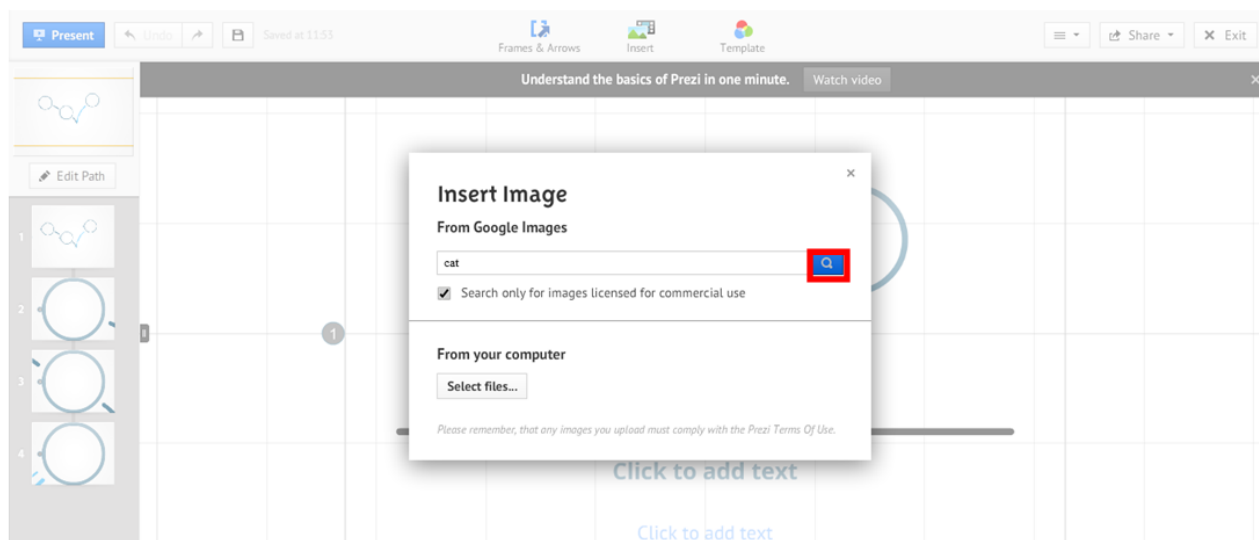 Present
Undo
Saved at 11:53
Frames & Arrows
Insert
Template
Share
Exit
Understand the basics of Prezi in one minute.
Watch video
Edit Path
1
2
3
4
1
Insert Image
From Google Images
cat
Search only for images licensed for commercial use
From your computer
Select files...
Please remember, that any images you upload must comply with the Prezi Terms Of Use.
Click to add text
Click to add text